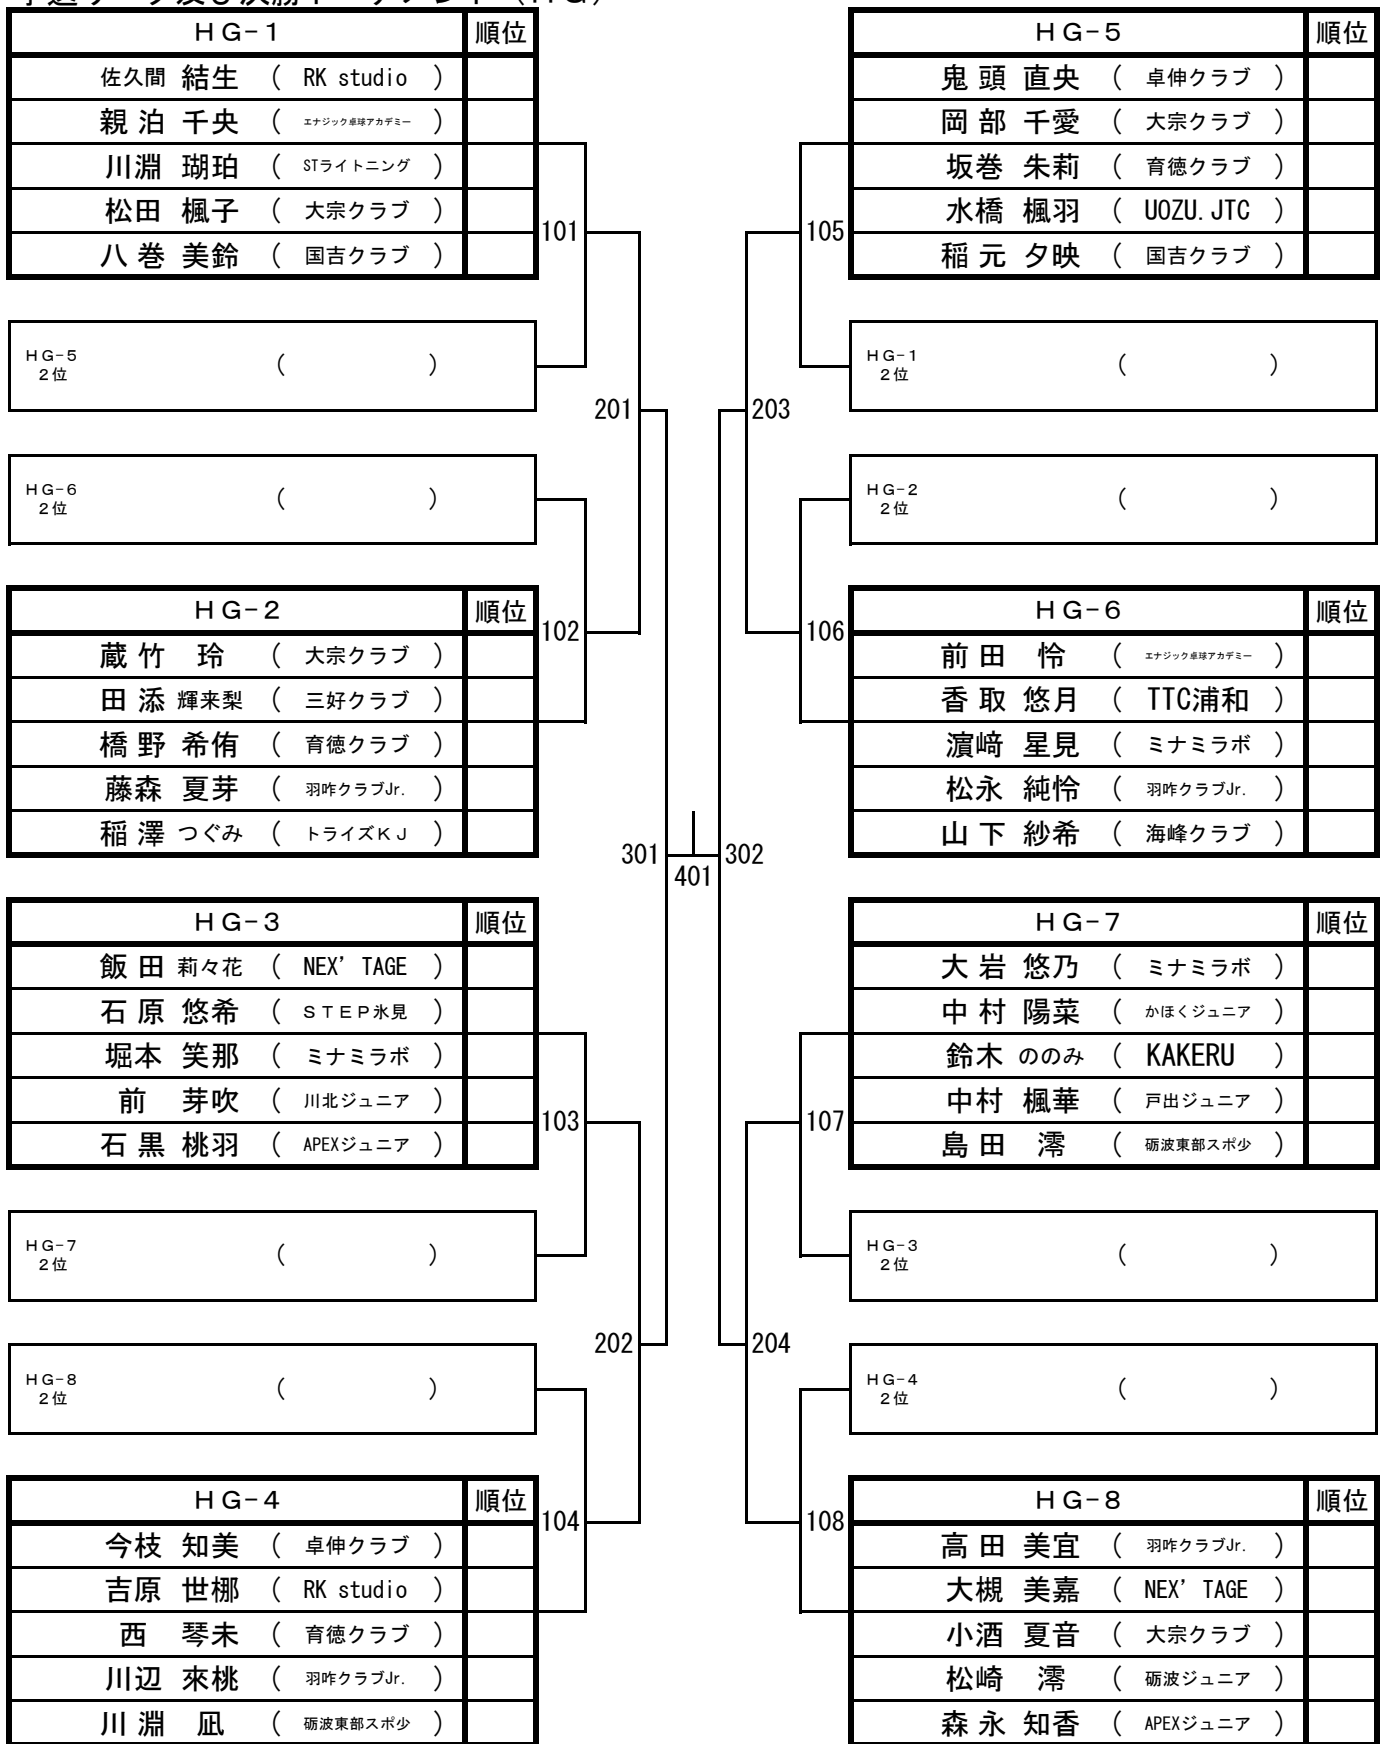 予選リーグ及び決勝トーナメント（HG）
HG-1 順位
佐久間 結生 （ RK studio ）
親泊 千央 （ エナジック卓球アカデミー ）
川淵 瑚珀 （ STライトニング ）
松田 楓子 （ 大宗クラブ ）
八巻 美鈴 （ 国吉クラブ ）
101
HG-5
2位 （ ）
201
HG-6
2位 （ ）
HG-2 順位
102
蔵竹 玲 （ 大宗クラブ ）
田添 輝来梨 （ 三好クラブ ）
橋野 希侑 （ 育徳クラブ ）
藤森 夏芽 （ 羽咋クラブJr. ）
稲澤 つぐみ （ トライズKJ ）
301
401
302
HG-3 順位
飯田 莉々花 （ NEX’TAGE ）
石原 悠希 （ STEP氷見 ）
堀本 笑那 （ ミナミラボ ）
前 芽吹 （ 川北ジュニア ）
石黒 桃羽 （ APEXジュニア ）
103
HG-7
2位 （ ）
202
HG-8
2位 （ ）
HG-4 順位
104
今枝 知美 （ 卓伸クラブ ）
吉原 世梛 （ RK studio ）
西 琴未 （ 育徳クラブ ）
川辺 來桃 （ 羽咋クラブJr. ）
川淵 凪 （ 砺波東部スポ少 ）
HG-5 順位
鬼頭 直央 （ 卓伸クラブ ）
岡部 千愛 （ 大宗クラブ ）
坂巻 朱莉 （ 育徳クラブ ）
水橋 楓羽 （ UOZU.JTC ）
稲元 夕映 （ 国吉クラブ ）
105
HG-1
2位 （ ）
203
HG-2
2位 （ ）
HG-6 順位
106
前田 怜 （ エナジック卓球アカデミー ）
香取 悠月 （ TTC浦和 ）
濵﨑 星見 （ ミナミラボ ）
松永 純怜 （ 羽咋クラブJr. ）
山下 紗希 （ 海峰クラブ ）
HG-7 順位
大岩 悠乃 （ ミナミラボ ）
中村 陽菜 （ かほくジュニア ）
鈴木 ののみ （ KAKERU ）
中村 楓華 （ 戸出ジュニア ）
島田 澪 （ 砺波東部スポ少 ）
107
HG-3
2位 （ ）
204
HG-4
2位 （ ）
HG-8 順位
108
高田 美宜 （ 羽咋クラブJr. ）
大槻 美嘉 （ NEX’TAGE ）
小酒 夏音 （ 大宗クラブ ）
松崎 澪 （ 砺波ジュニア ）
森永 知香 （ APEXジュニア ）